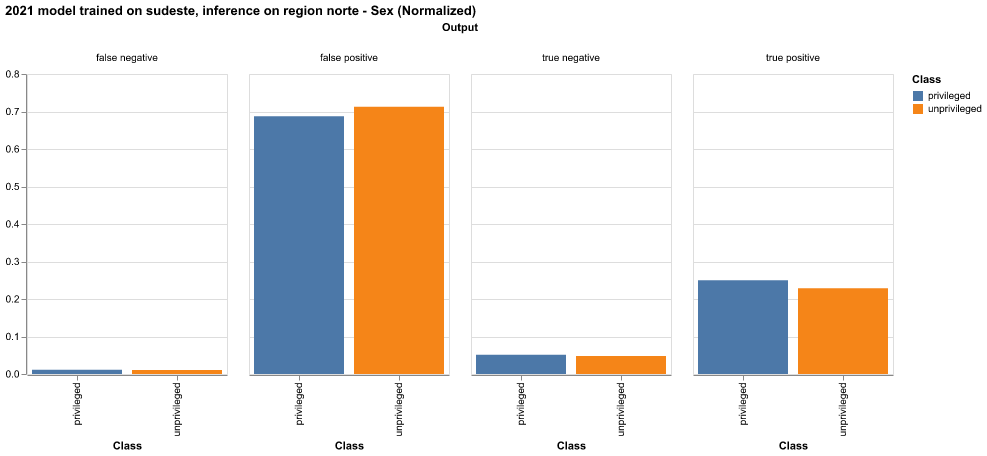 2021 model trained on sudeste, inference on region norte - Sex (Normalized)
Output
false negative
false positive
true negative
true positive
Class
privileged
unprivileged
0.8
0.7
0.6
0.5
0.4
0.3
0.2
0.1
0.0
privileged
unprivileged
privileged
unprivileged
privileged
unprivileged
privileged
unprivileged
Class
Class
Class
Class